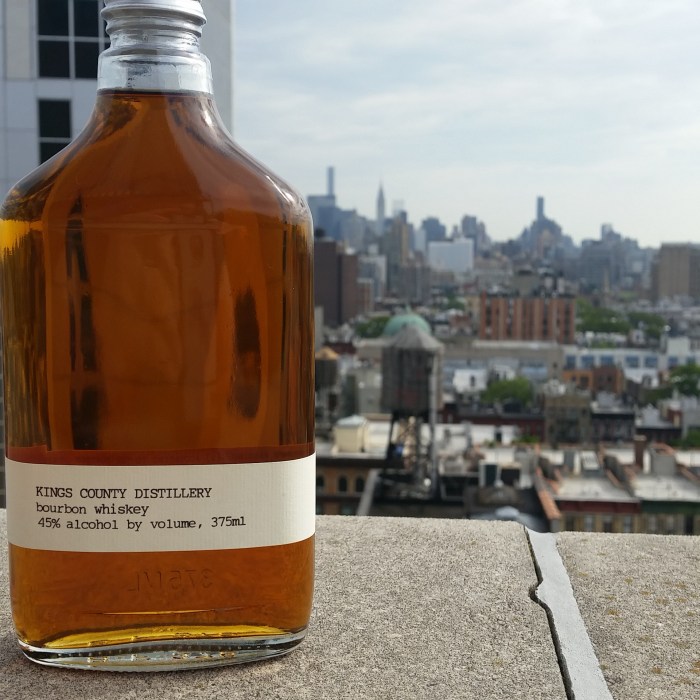 KINGS COUNTY DISTILLERY
bourbon whiskey
45% alcohol by volume, 375ml